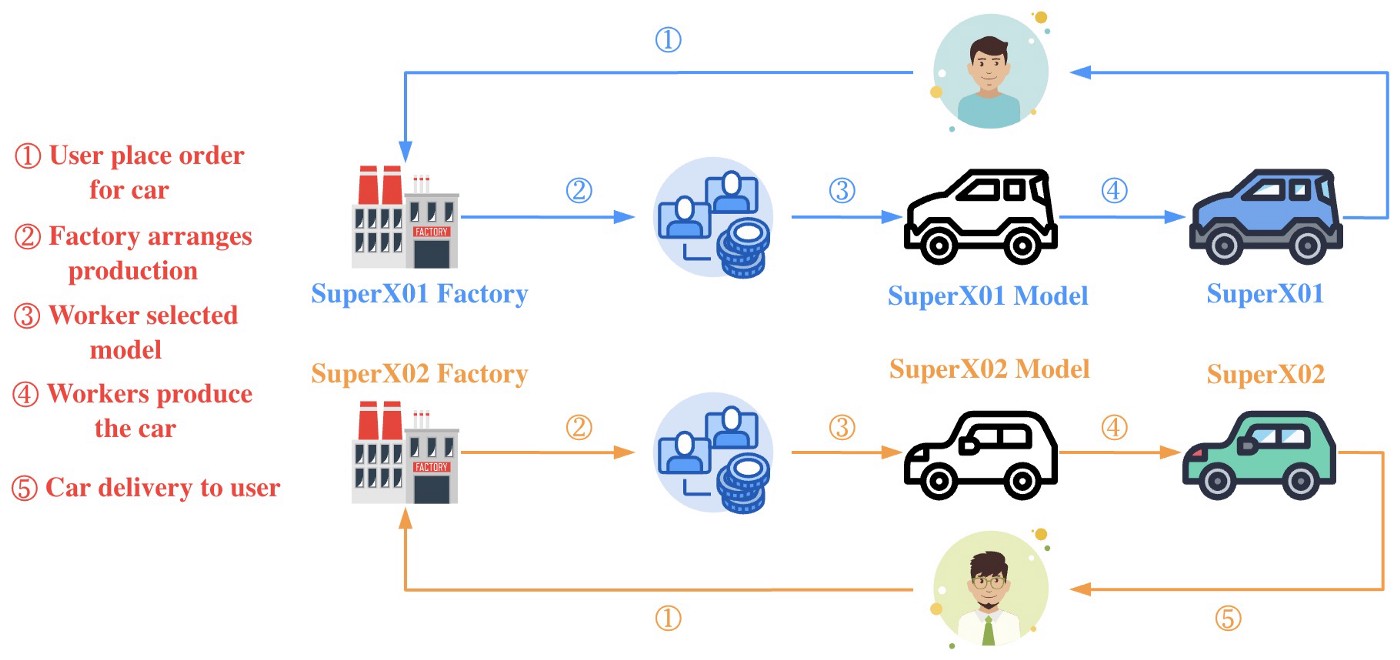 ①
① User place order
for car
② Factory arranges
production
③ Worker selected
model
④ Workers produce
the car
⑤ Car delivery to user
② ③ ④
FACTORY
SuperX01 Factory SuperX01 Model SuperX01
SuperX02 Factory SuperX02 Model SuperX02
② ③ ④
FACTORY
① ⑤